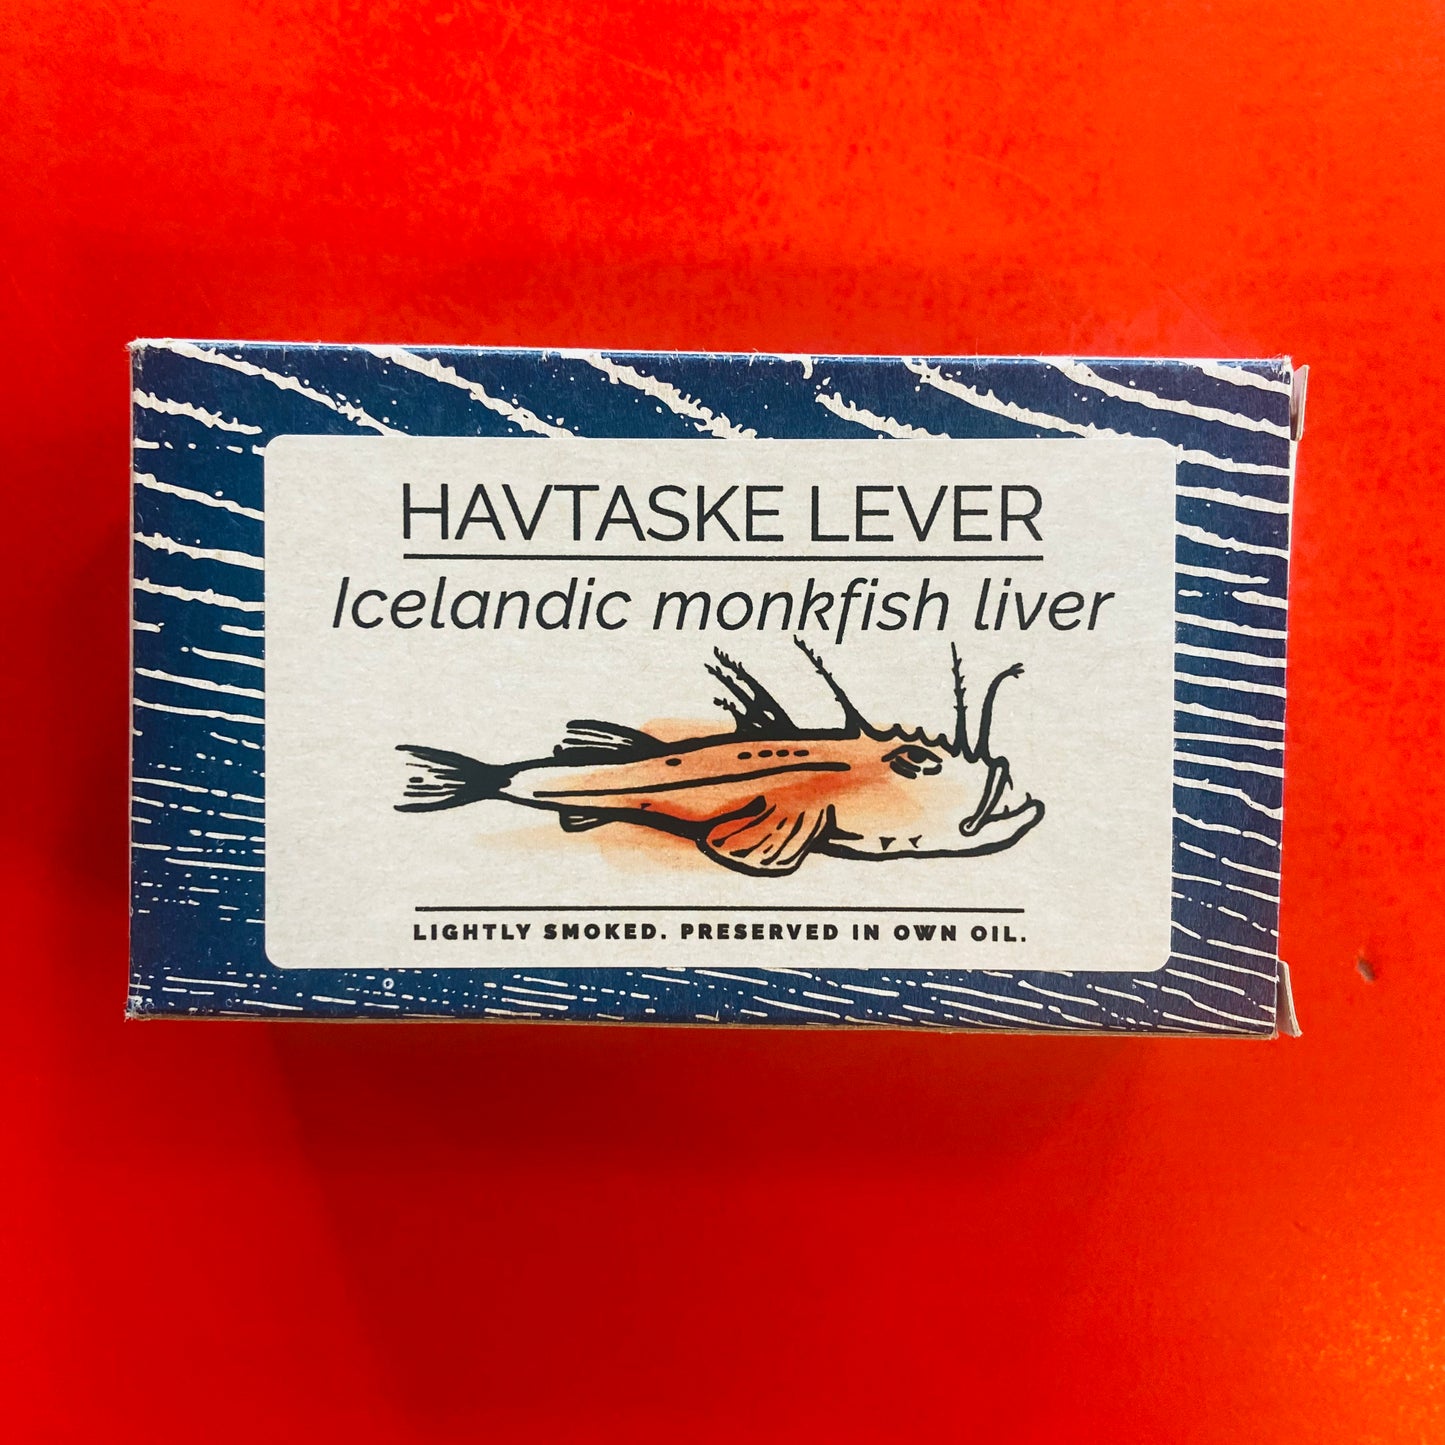 HAVTASKE LEVER
Icelandic monkfish liver
LIGHTLY SMOKED. PRESERVED IN OWN OIL.